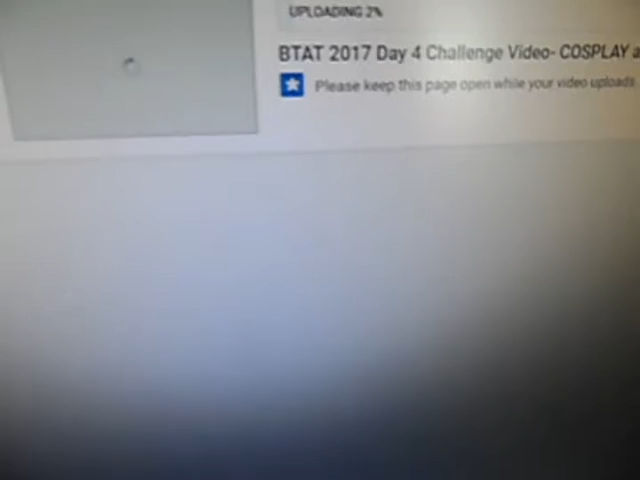 UPLOADING 2%
BTAT 2017 Day 4 Challenge Video- COSPLAY a
Please keep this page open while your video uploads